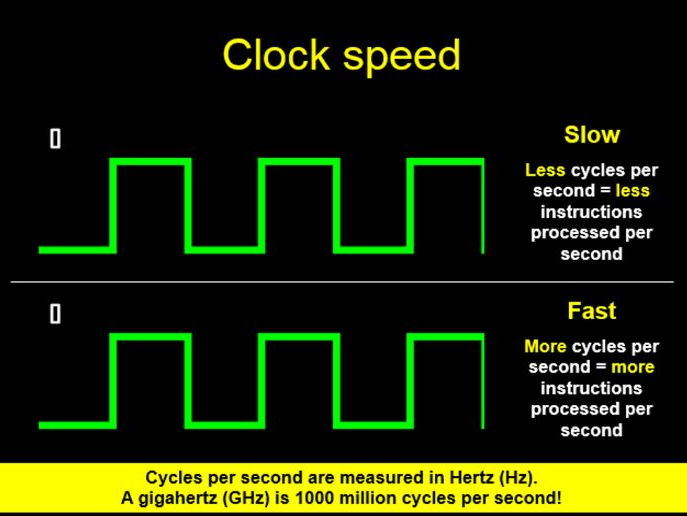 Clock speed
Slow
Less cycles per
second = less
instructions
processed per
second
Fast
More cycles per
second = more
instructions
processed per
second
Cycles per second are measured in Hertz (Hz).
A gigahertz (GHz) is 1000 million cycles per second!